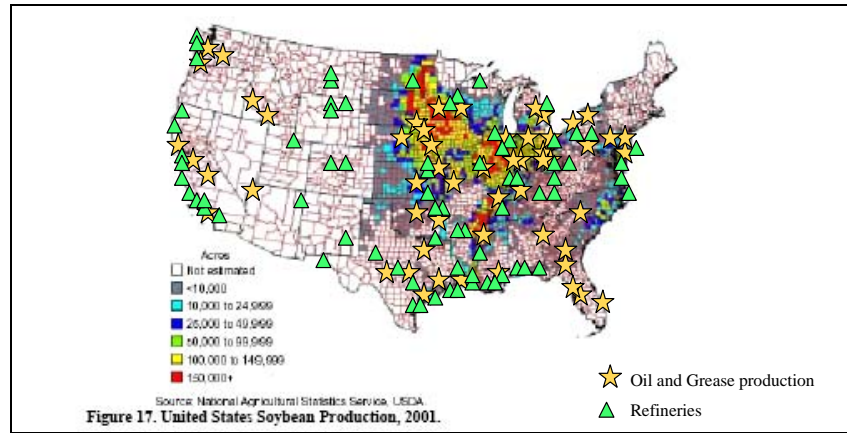 Acres
Not estimated
<10,000
10,000 to 24,999
25,000 to 49,999
50,000 to 99,999
100,000 to 149,999
150,000+
Oil and Grease production
Refineries
Source: National Agricultural Statistics Service, USDA.
Figure 17. United States Soybean Production, 2001.